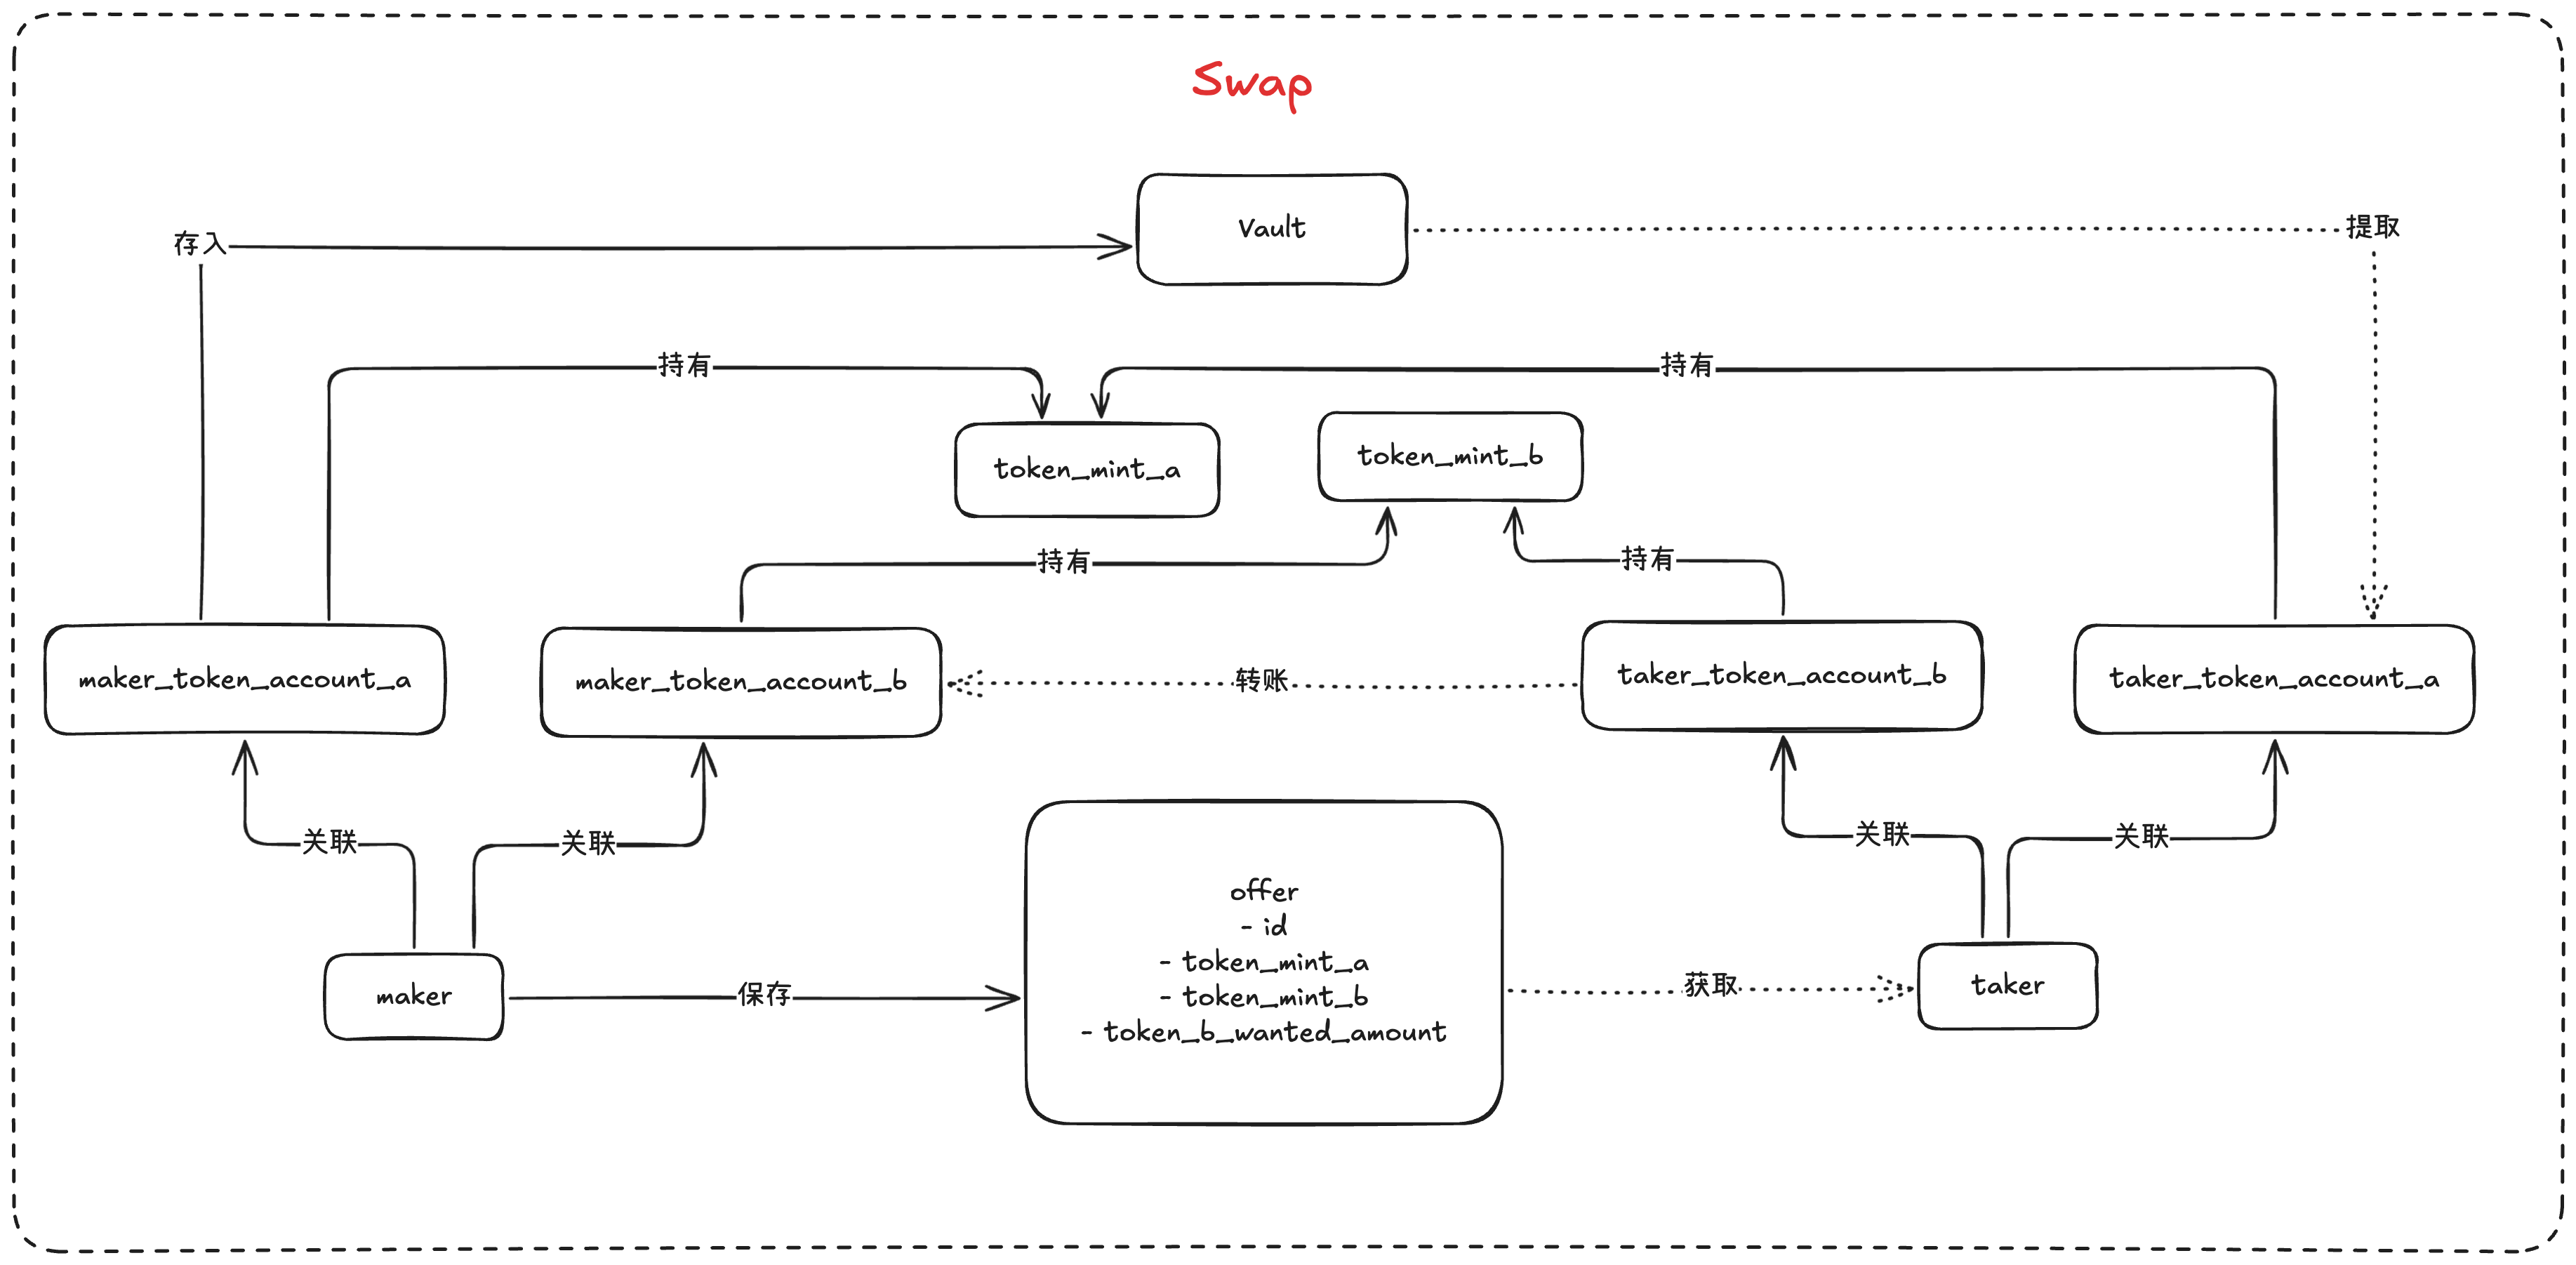 Swap
存入
Vault
提取
持有
持有
token_mint_a
token_mint_b
持有
持有
maker_token_account_a
maker_token_account_b
转账
taker_token_account_b
taker_token_account_a
关联
关联
关联
关联
offer
- id
- token_mint_a
- token_mint_b
- token_b_wanted_amount
maker
保存
获取
taker